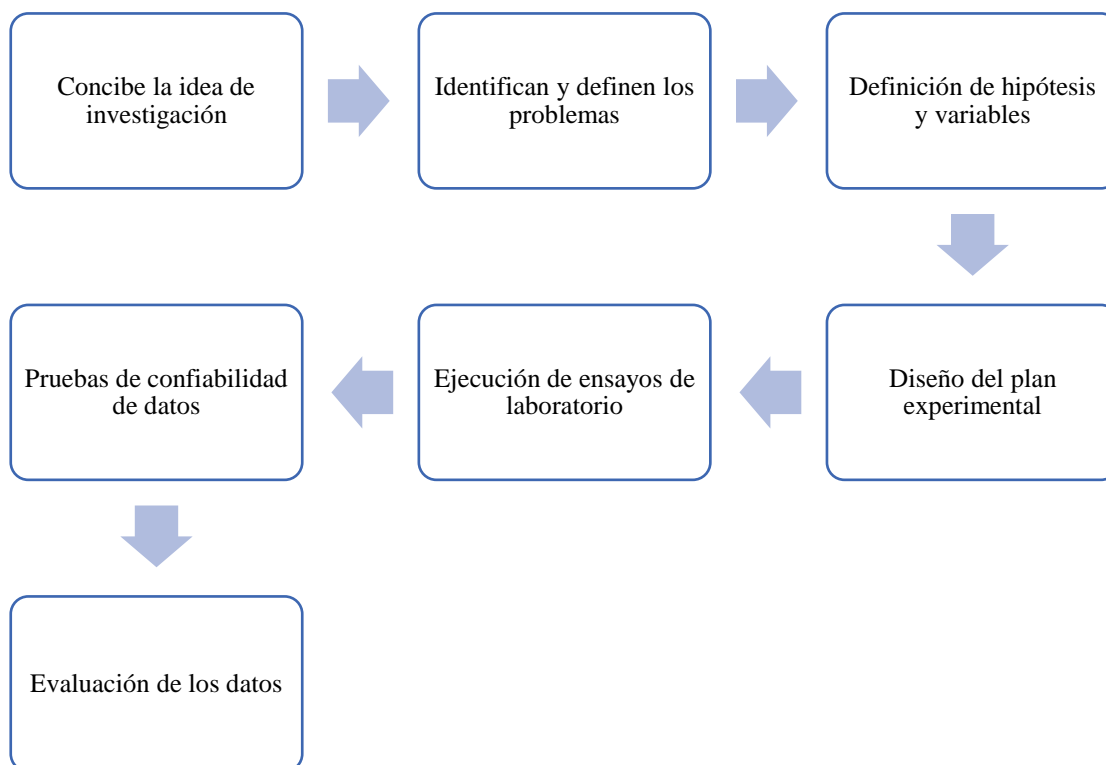 Concibe la idea de
investigación
Identifican y definen los
problemas
Definición de hipótesis
y variables
Diseño del plan
experimental
Ejecución de ensayos de
laboratorio
Pruebas de confiabilidad
de datos
Evaluación de los datos